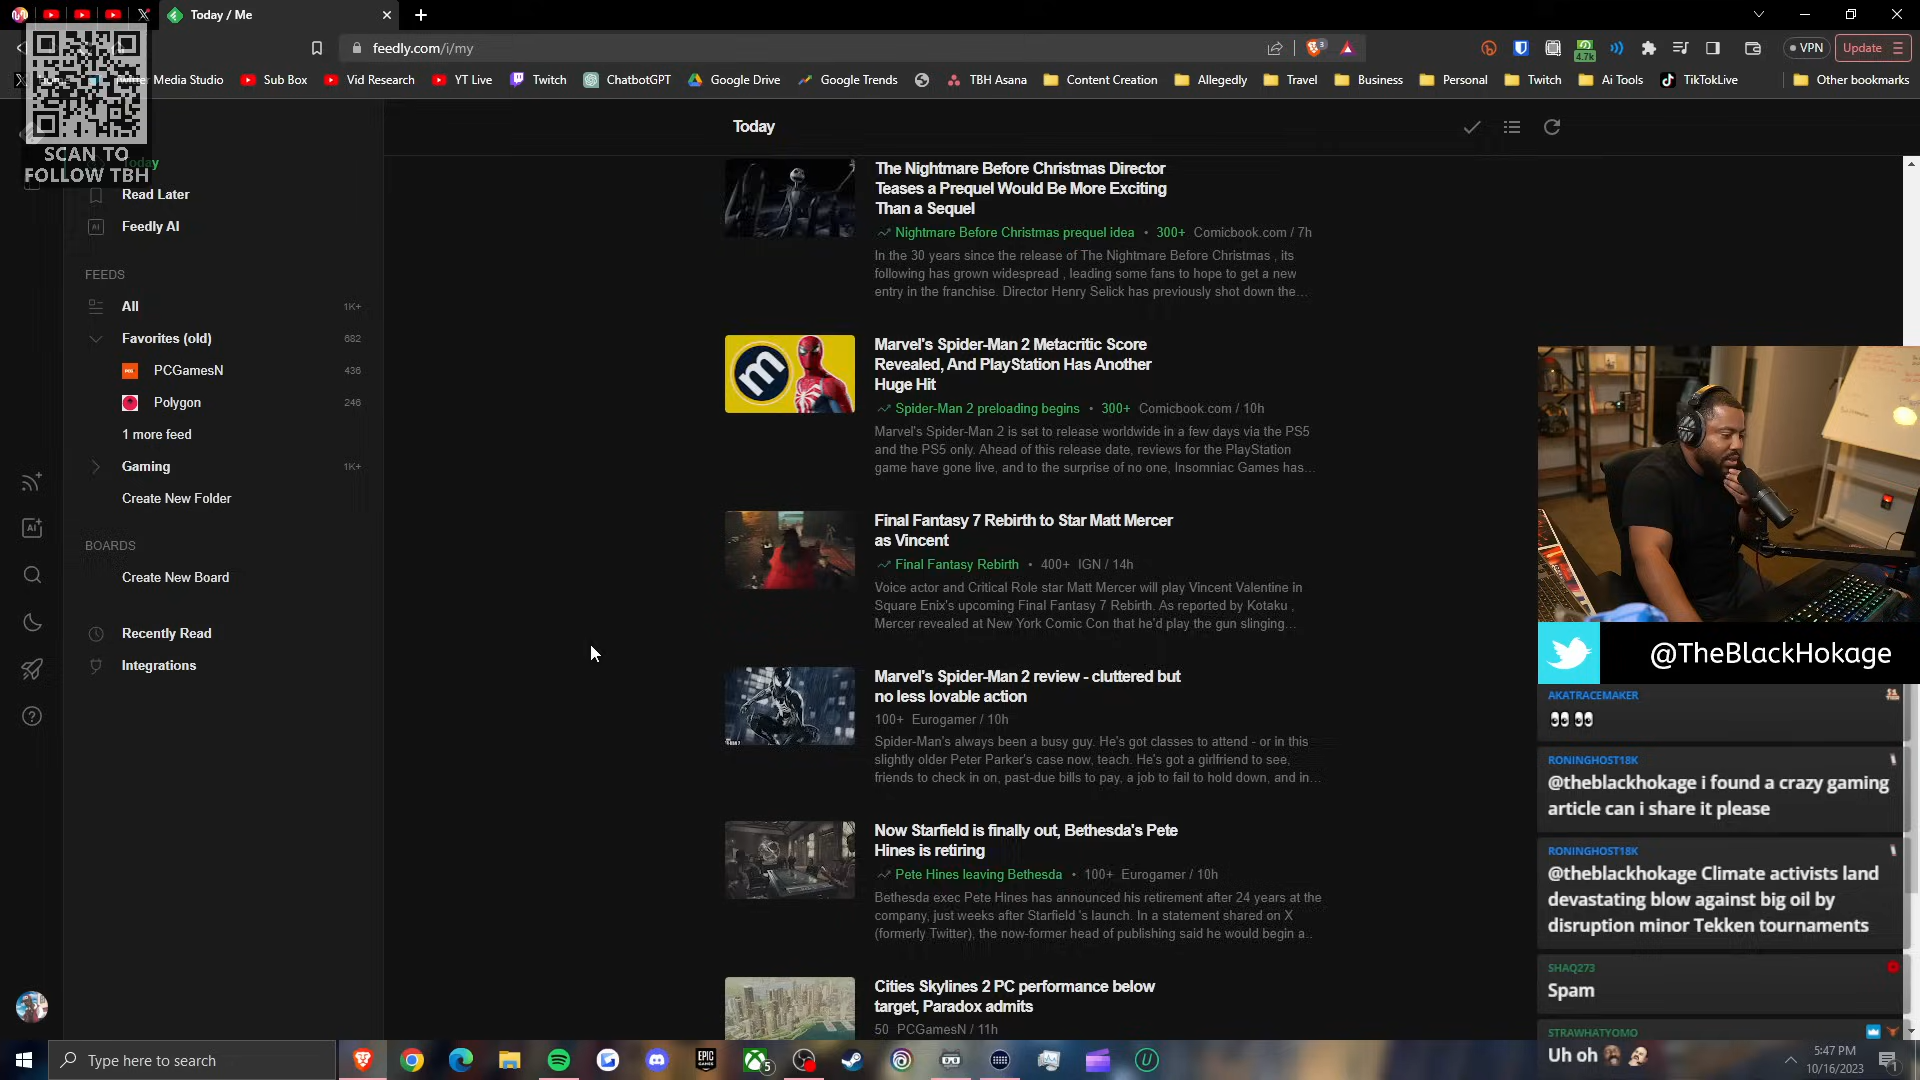 Today / Me
feedly.com/i/my
VPN
Update
Twitter Media Studio
Sub Box
Vid Research
YT Live
Twitch
ChatbotGPT
Google Drive
Google Trends
TBH Asana
Content Creation
Allegedly
Travel
Business
Personal
Twitch
Ai Tools
TikTokLive
Other bookmarks
SCAN TO
FOLLOW TBH
Today
Read Later
Feedly AI
FEEDS
All 1K+
Favorites (old) 682
PCGamesN 436
Polygon 246
1 more feed
Gaming 1K+
Create New Folder
BOARDS
Create New Board
Recently Read
Integrations
Today
The Nightmare Before Christmas Director
Teases a Prequel Would Be More Exciting
Than a Sequel
Nightmare Before Christmas prequel idea • 300+ Comicbook.com / 7h
In the 30 years since the release of The Nightmare Before Christmas , its
following has grown widespread , leading some fans to hope to get a new
entry in the franchise. Director Henry Selick has previously shot down the…
Marvel's Spider-Man 2 Metacritic Score
Revealed, And PlayStation Has Another
Huge Hit
Spider-Man 2 preloading begins • 300+ Comicbook.com / 10h
Marvel's Spider-Man 2 is set to release worldwide in a few days via the PS5
and the PS5 only. Ahead of this release date, reviews for the PlayStation
game have gone live, and to the surprise of no one, Insomniac Games has…
Final Fantasy 7 Rebirth to Star Matt Mercer
as Vincent
Final Fantasy Rebirth • 400+ IGN / 14h
Voice actor and Critical Role star Matt Mercer will play Vincent Valentine in
Square Enix's upcoming Final Fantasy 7 Rebirth. As reported by Kotaku ,
Mercer revealed at New York Comic Con that he'd play the gun slinging…
Marvel's Spider-Man 2 review - cluttered but
no less lovable action
100+ Eurogamer / 10h
Spider-Man's always been a busy guy. He's got classes to attend - or in this
slightly older Peter Parker's case now, teach. He's got a girlfriend to see,
friends to check in on, past-due bills to pay, a job to fail to hold down, and in…
Now Starfield is finally out, Bethesda's Pete
Hines is retiring
Pete Hines leaving Bethesda • 100+ Eurogamer / 10h
Bethesda exec Pete Hines has announced his retirement after 24 years at the
company, just weeks after Starfield 's launch. In a statement shared on X
(formerly Twitter), the now-former head of publishing said he would begin a…
Cities Skylines 2 PC performance below
target, Paradox admits
50 PCGamesN / 11h
@TheBlackHokage
AKATRACEMAKER
RONINGHOST18K
@theblackhokage i found a crazy gaming
article can i share it please
RONINGHOST18K
@theblackhokage Climate activists land
devastating blow against big oil by
disruption minor Tekken tournaments
SHAQ273
Spam
STRAWHATYOMO
Uh oh
Type here to search
5:47 PM
10/16/2023